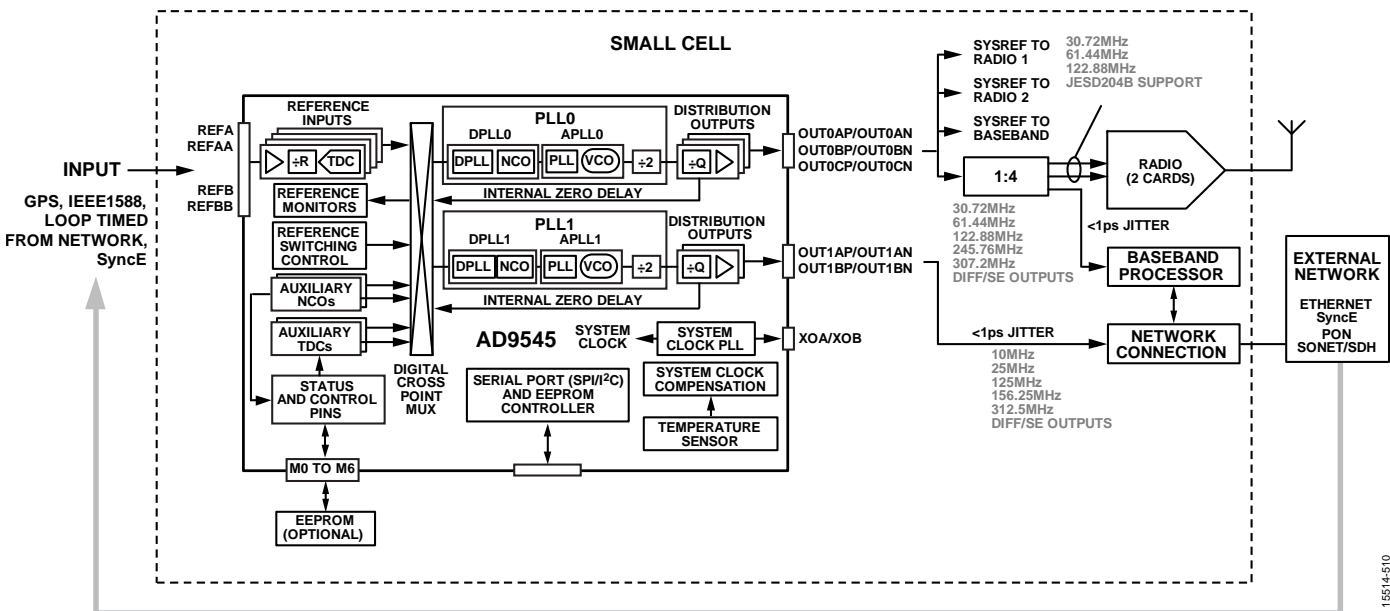 SMALL CELL
INPUT
GPS, IEEE1588,
LOOP TIMED
FROM NETWORK,
SyncE
REFA
REFAA
REFB
REFBB
REFERENCE
INPUTS
÷R
TDC
REFERENCE
MONITORS
REFERENCE
SWITCHING
CONTROL
AUXILIARY
NCOs
AUXILIARY
TDCs
STATUS
AND CONTROL
PINS
M0 TO M6
EEPROM
(OPTIONAL)
DIGITAL
CROSS
POINT
MUX
PLL0
DPLL0
APLL0
DPLL
NCO
PLL
VCO
÷2
DISTRIBUTION
OUTPUTS
÷Q
INTERNAL ZERO DELAY
PLL1
DPLL1
APLL1
DPLL
NCO
PLL
VCO
÷2
DISTRIBUTION
OUTPUTS
÷Q
INTERNAL ZERO DELAY
AD9545
SYSTEM
CLOCK
SYSTEM
CLOCK PLL
SERIAL PORT (SPI/I²C)
AND EEPROM
CONTROLLER
SYSTEM CLOCK
COMPENSATION
TEMPERATURE
SENSOR
OUT0AP/OUT0AN
OUT0BP/OUT0BN
OUT0CP/OUT0CN
OUT1AP/OUT1AN
OUT1BP/OUT1BN
XOA/XOB
SYSREF TO
RADIO 1
SYSREF TO
RADIO 2
SYSREF TO
BASEBAND
30.72MHz
61.44MHz
122.88MHz
JESD204B SUPPORT
1:4
30.72MHz
61.44MHz
122.88MHz
245.76MHz
307.2MHz
DIFF/SE OUTPUTS
RADIO
(2 CARDS)
<1ps JITTER
BASEBAND
PROCESSOR
<1ps JITTER
10MHz
25MHz
125MHz
156.25MHz
312.5MHz
DIFF/SE OUTPUTS
NETWORK
CONNECTION
EXTERNAL
NETWORK
ETHERNET
SyncE
PON
SONET/SDH
15514-510